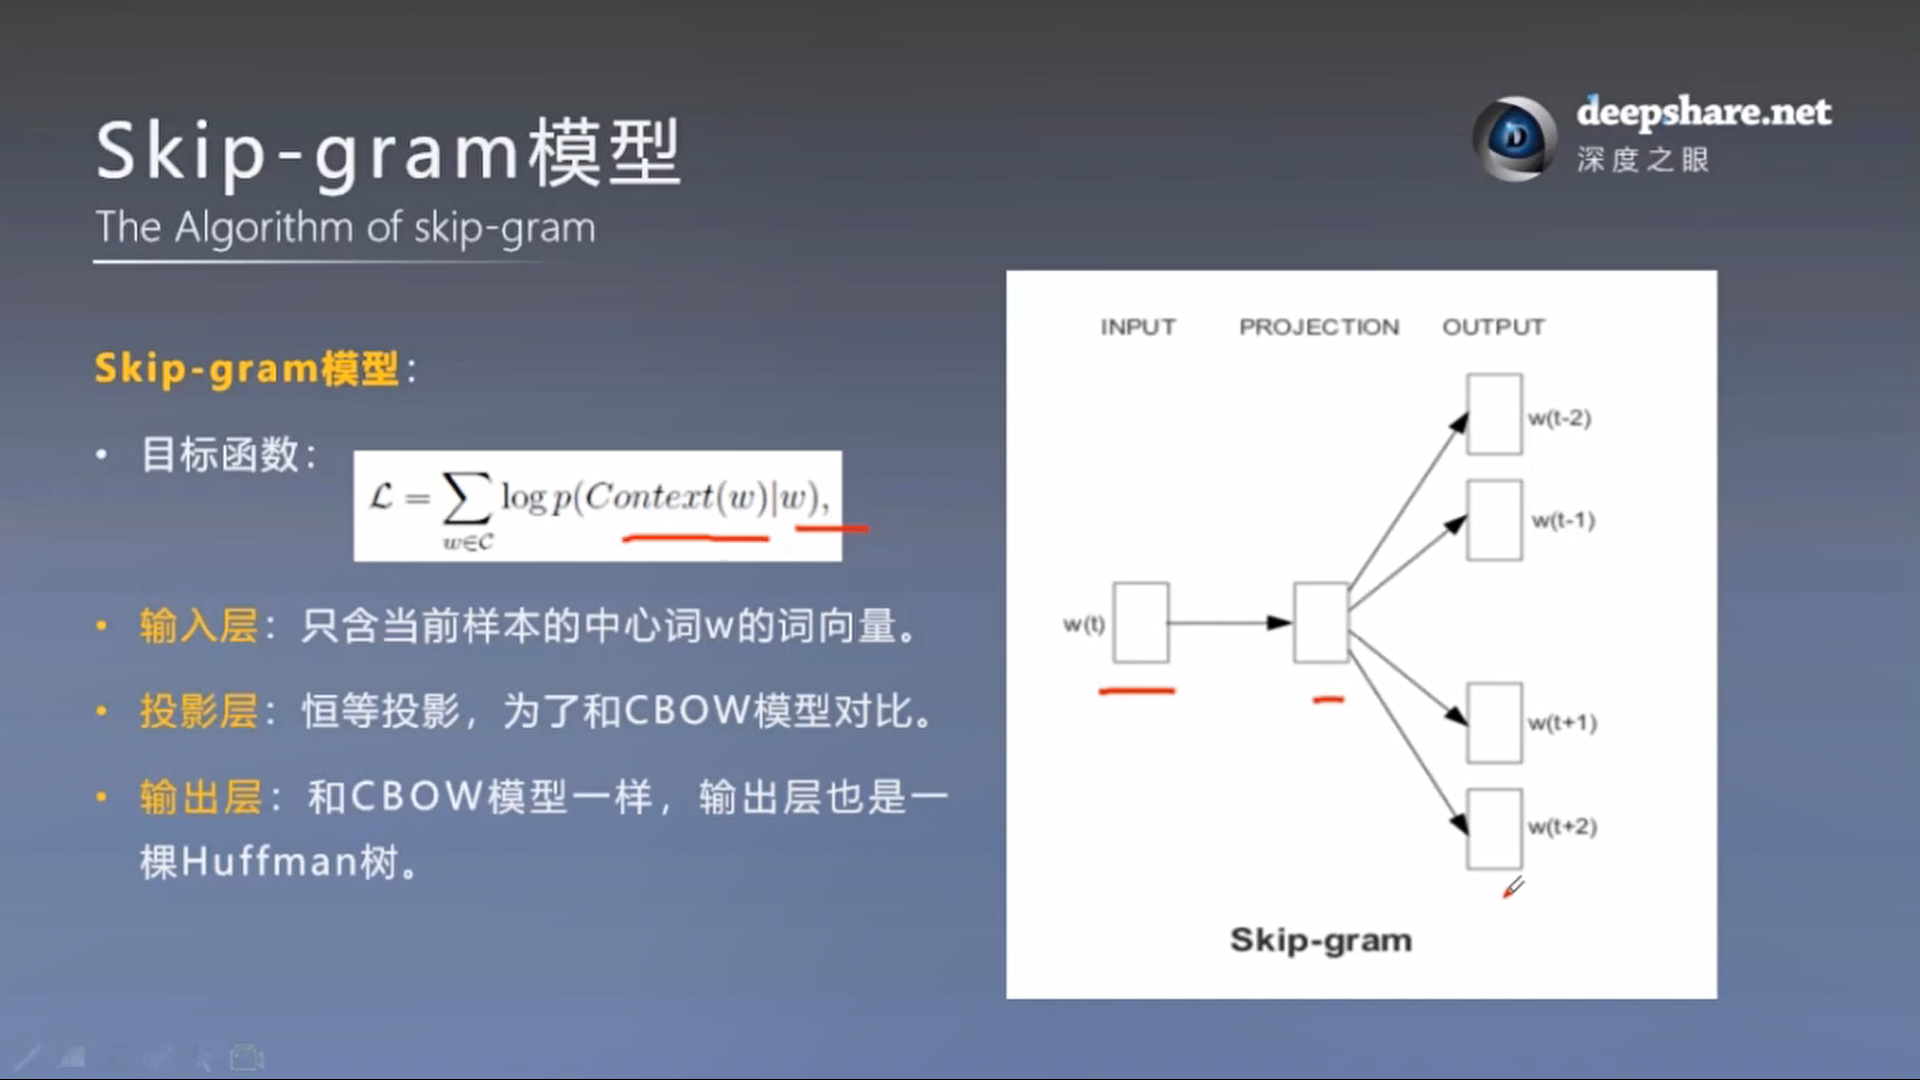 Skip-gram模型
The Algorithm of skip-gram
deepshare.net
深度之眼
Skip-gram模型：
• 目标函数：
ℒ = ∑ log p(Context(w)|w),
w∈C
• 输入层：只含当前样本的中心词w的词向量。
• 投影层：恒等投影，为了和CBOW模型对比。
• 输出层：和CBOW模型一样，输出层也是一
棵Huffman树。
INPUT PROJECTION OUTPUT
w(t-2)
w(t-1)
w(t)
w(t+1)
w(t+2)
Skip-gram